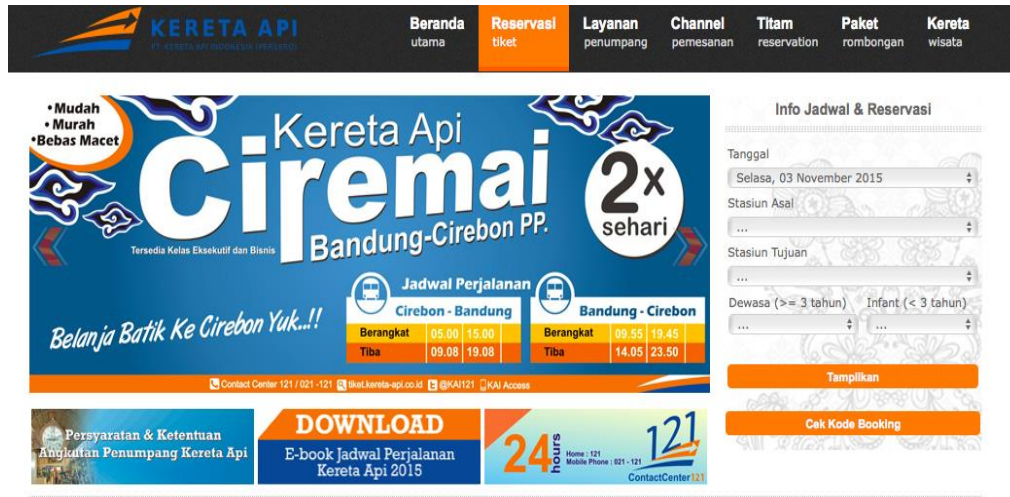 KERETA API
PT. KERETA API INDONESIA (PERSERO)
Beranda
utama
Reservasi
tiket
Layanan
penumpang
Channel
pemesanan
Titam
reservation
Paket
rombongan
Kereta
wisata
•Mudah
•Murah
•Bebas Macet
Kereta Api
Ciremai
2x
sehari
Bandung-Cirebon PP.
Tersedia Kelas Eksekutif dan Bisnis
Belanja Batik Ke Cirebon Yuk...!!
Jadwal Perjalanan
Cirebon - Bandung
Berangkat 05.00 15.00
Tiba 09.08 19.08
Bandung - Cirebon
Berangkat 09.55 19.45
Tiba 14.05 23.50
Contact Center 121 / 021 -121 tiket.kereta-api.co.id @KAI121 KAI Access
Persyaratan & Ketentuan
Angkutan Penumpang Kereta Api
DOWNLOAD
E-book Jadwal Perjalanan
Kereta Api 2015
24 hours
Home : 121
Mobile Phone : 021 - 121
121
ContactCenter121
Info Jadwal & Reservasi
Tanggal
Selasa, 03 November 2015
Stasiun Asal
...
Stasiun Tujuan
...
Dewasa (>= 3 tahun) Infant (< 3 tahun)
... ...
Tampilkan
Cek Kode Booking